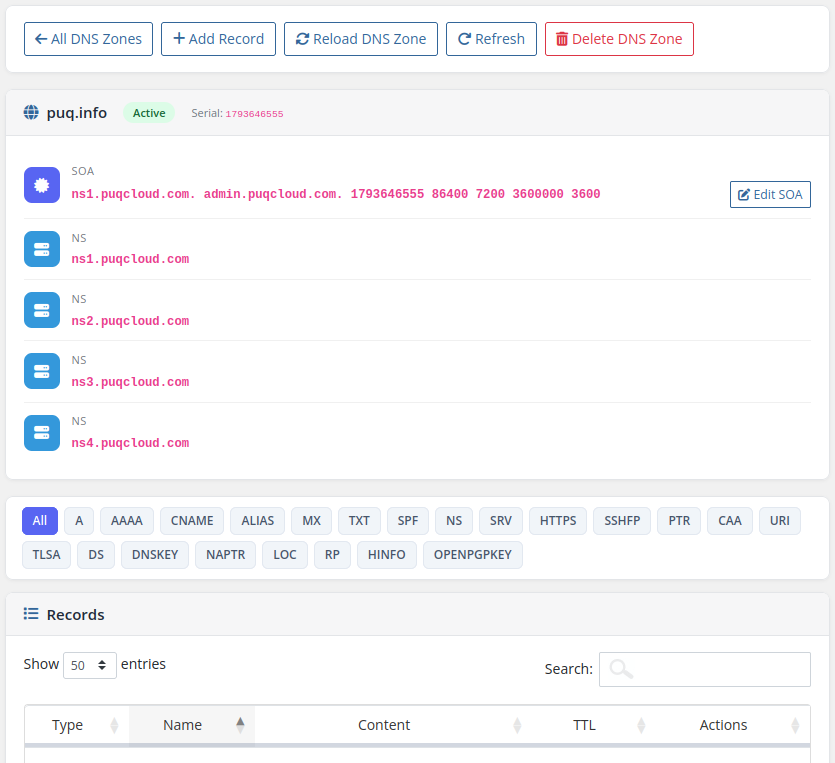 All DNS Zones Add Record Reload DNS Zone Refresh Delete DNS Zone
puq.info Active Serial: 1793646555
SOA
ns1.puqcloud.com. admin.puqcloud.com. 1793646555 86400 7200 3600000 3600 Edit SOA
NS
ns1.puqcloud.com
NS
ns2.puqcloud.com
NS
ns3.puqcloud.com
NS
ns4.puqcloud.com
All A AAAA CNAME ALIAS MX TXT SPF NS SRV HTTPS SSHFP PTR CAA URI
TLSA DS DNSKEY NAPTR LOC RP HINFO OPENPGPKEY
Records
Show 50 entries Search:
Type Name Content TTL Actions